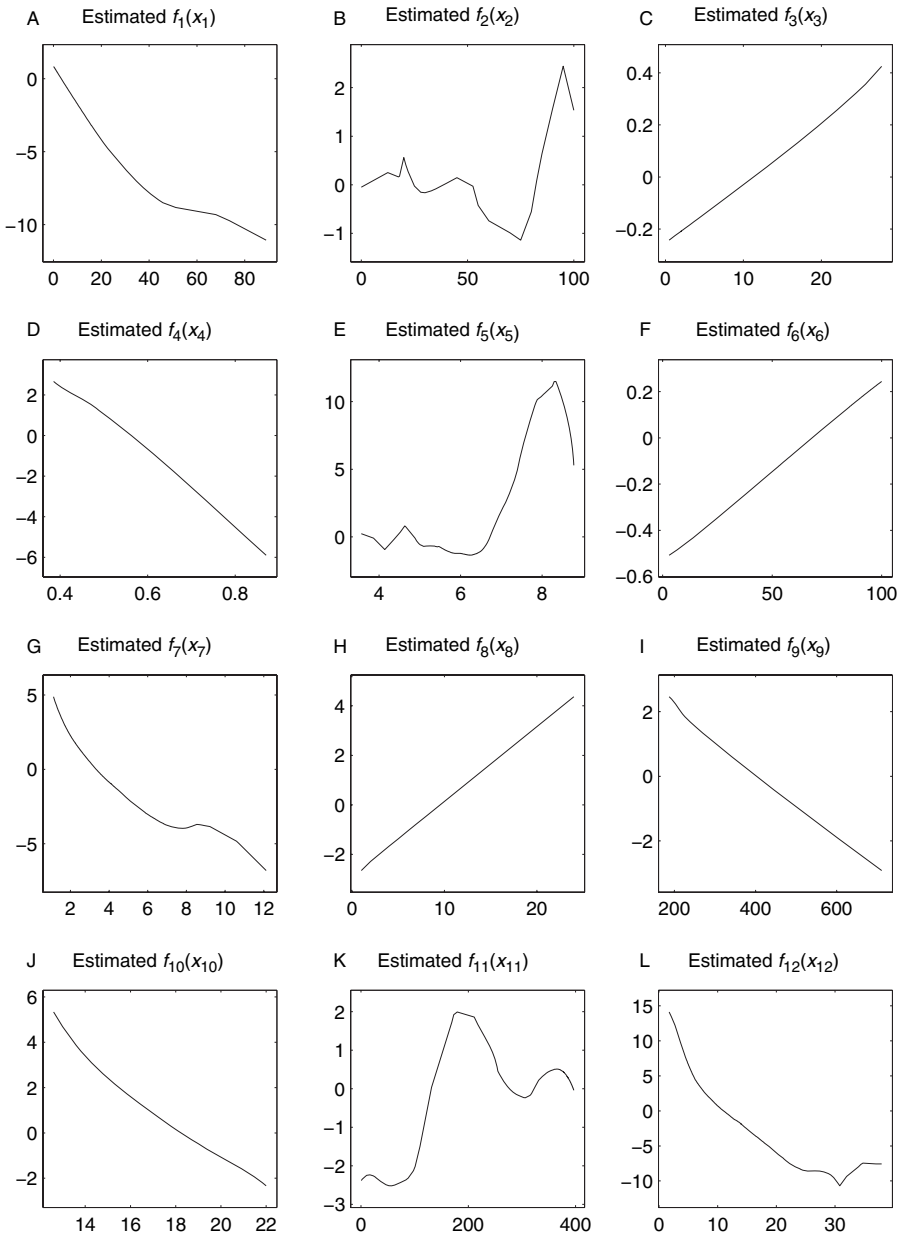 A Estimated f1(x1)
B Estimated f2(x2)
C Estimated f3(x3)
0
−5
−10
0 20 40 60 80
2
1
0
−1
0 50 100
0.4
0.2
0
−0.2
0 10 20
D Estimated f4(x4)
E Estimated f5(x5)
F Estimated f6(x6)
2
0
−2
−4
−6
0.4 0.6 0.8
10
5
0
4 6 8
0.2
0
−0.2
−0.4
−0.6
0 50 100
G Estimated f7(x7)
H Estimated f8(x8)
I Estimated f9(x9)
5
0
−5
2 4 6 8 10 12
4
2
0
−2
0 10 20
2
0
−2
200 400 600
J Estimated f10(x10)
K Estimated f11(x11)
L Estimated f12(x12)
6
4
2
0
−2
14 16 18 20 22
2
1
0
−1
−2
−3
0 200 400
15
10
5
0
−5
−10
0 10 20 30